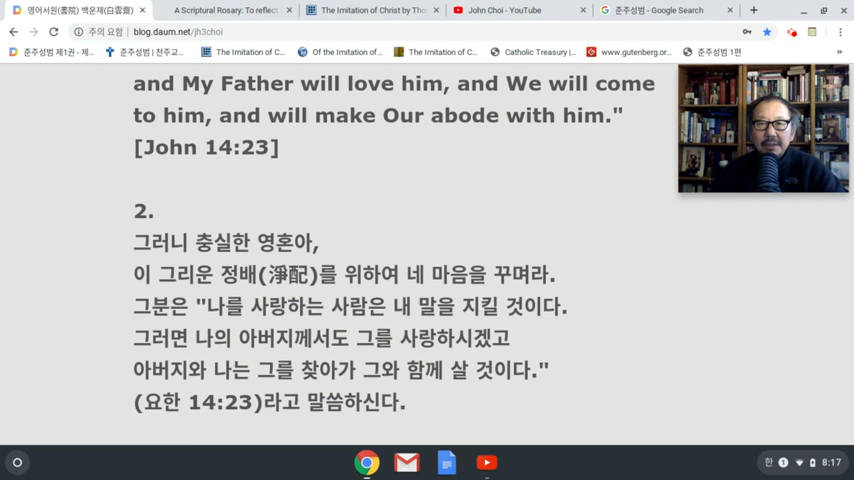 영어서원(書院) 백운재(白雲齋)
A Scriptural Rosary: To reflect
The Imitation of Christ by Tho
John Choi - YouTube
준주성범 - Google Search
주의 요함
blog.daum.net/jh3choi
준주성범 제1권 - 제...
준주성범 | 천주교...
The Imitation of C...
Of the Imitation of...
The Imitation of C...
Catholic Treasury |...
www.gutenberg.or...
준주성범 1편
and My Father will love him, and We will come
to him, and will make Our abode with him."
[John 14:23]
2.
그러니 충실한 영혼아,
이 그리운 정배(淨配)를 위하여 네 마음을 꾸며라.
그분은 "나를 사랑하는 사람은 내 말을 지킬 것이다.
그러면 나의 아버지께서도 그를 사랑하시겠고
아버지와 나는 그를 찾아가 그와 함께 살 것이다."
(요한 14:23)라고 말씀하신다.
한 1 8:17